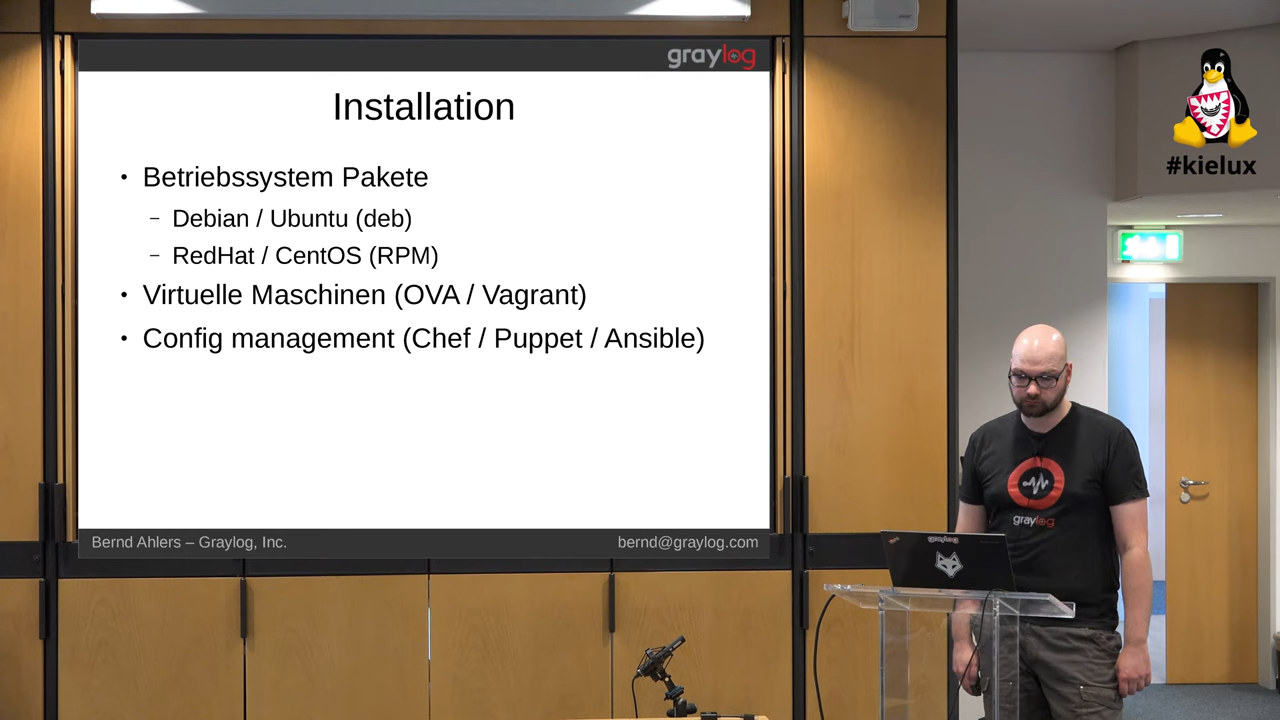 graylog
Installation
• Betriebssystem Pakete
– Debian / Ubuntu (deb)
– RedHat / CentOS (RPM)
• Virtuelle Maschinen (OVA / Vagrant)
• Config management (Chef / Puppet / Ansible)
Bernd Ahlers – Graylog, Inc.
bernd@graylog.com
#kielux
graylog
graylog